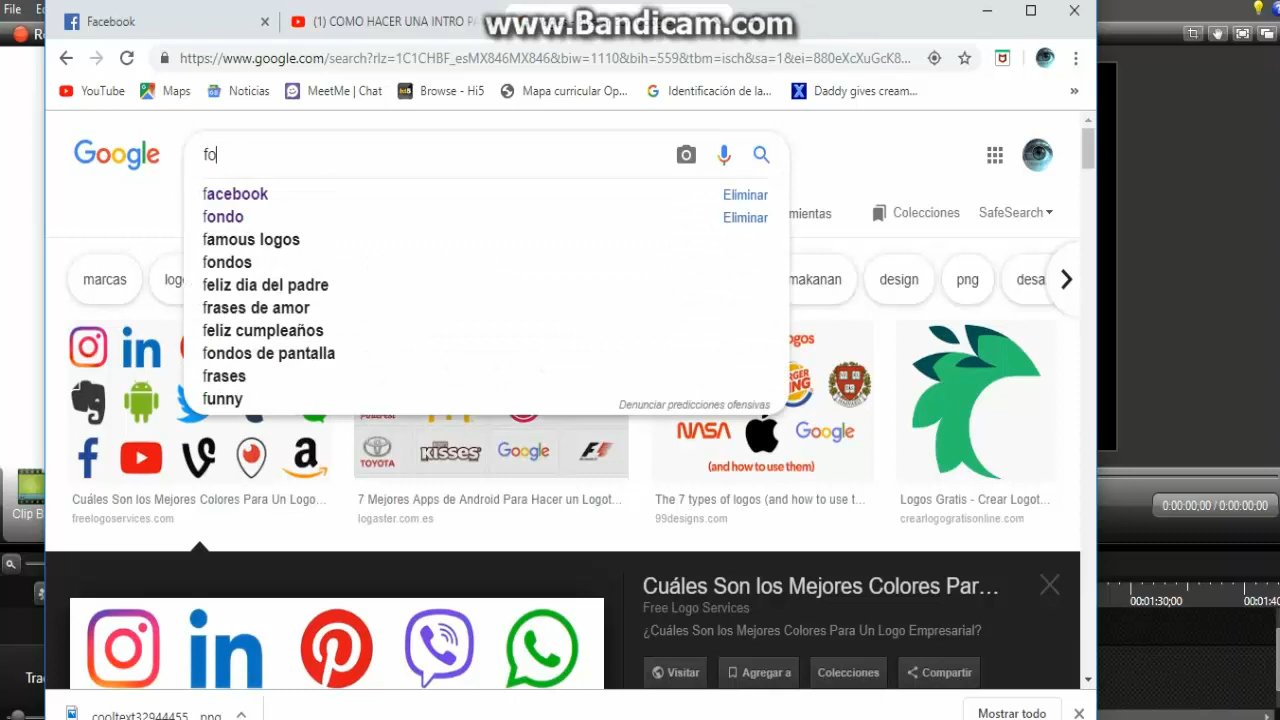 File
Facebook
(1) COMO HACER UNA INTRO PA
www.Bandicam.com
https://www.google.com/search?rlz=1C1CHBF_esMX846MX846&biw=1110&bih=559&tbm=isch&sa=1&ei=880eXcXuGcK8...
YouTube
Maps
Noticias
MeetMe | Chat
Browse - Hi5
Mapa curricular Op...
Identificación de la...
Daddy gives cream...
»
Google
fo
facebook
Eliminar
fondo
Eliminar
famous logos
fondos
feliz dia del padre
frases de amor
feliz cumpleaños
fondos de pantalla
frases
funny
Denunciar predicciones ofensivas
mientas
Colecciones
SafeSearch
marcas
makanan
design
png
desa
ogos
NASA
Google
(and how to use them)
TOYOTA
KISSES
Google
Cuáles Son los Mejores Colores Para Un Logo...
freelogoservices.com
7 Mejores Apps de Android Para Hacer un Logot...
logaster.com.es
The 7 types of logos (and how to use t...
99designs.com
Logos Gratis - Crear Logot...
crearlogogratisonline.com
Clip B
0:00:00;00 / 0:00:00;00
00:01:30;00
00:01:40
Cuáles Son los Mejores Colores Par...
Free Logo Services
¿Cuáles Son los Mejores Colores Para Un Logo Empresarial?
Visitar
Agregar a
Colecciones
Compartir
Trac
cooltext32944455....png
Mostrar todo